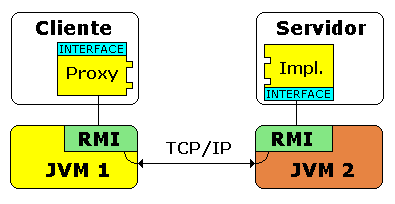 Cliente
INTERFACE
Proxy
RMI
JVM 1
TCP/IP
Servidor
Impl.
INTERFACE
RMI
JVM 2